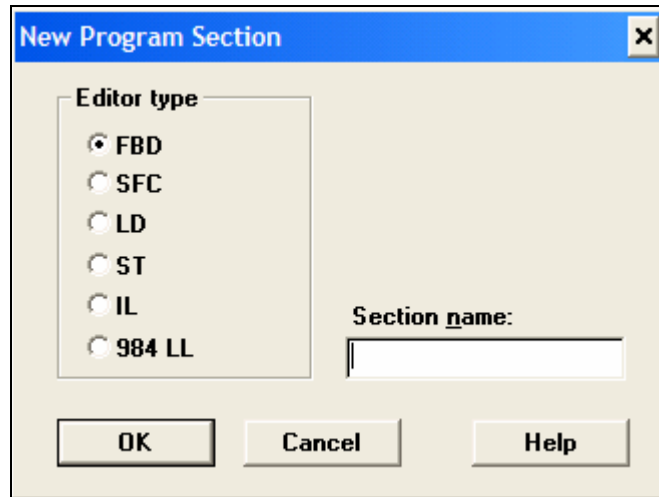 New Program Section
Editor type
FBD
SFC
LD
ST
IL
984 LL
Section name:
OK
Cancel
Help